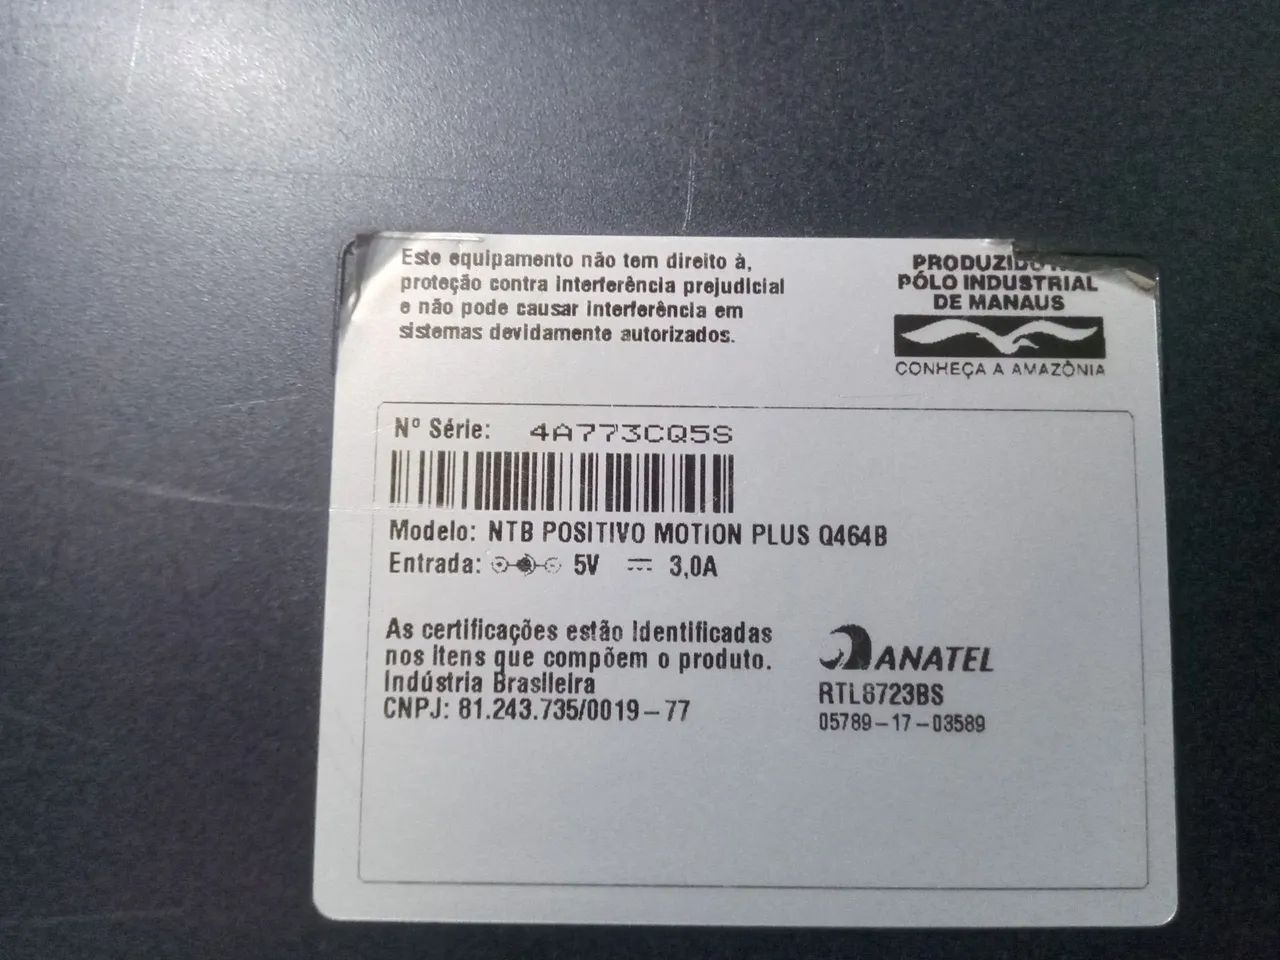 Este equipamento não tem direito à,
proteção contra interferência prejudicial
e não pode causar interferência em
sistemas devidamente autorizados.
PRODUZIDO
PÓLO INDUSTRIAL
DE MANAUS
CONHEÇA A AMAZÔNIA
Nº Série: 4A773CQ5S
Modelo: NTB POSITIVO MOTION PLUS Q464B
Entrada: 5V 3,0A
As certificações estão Identificadas
nos Itens que compõem o produto.
Indústria Brasileira
CNPJ: 81.243.735/0019-77
ANATEL
RTL8723BS
05789-17-03589